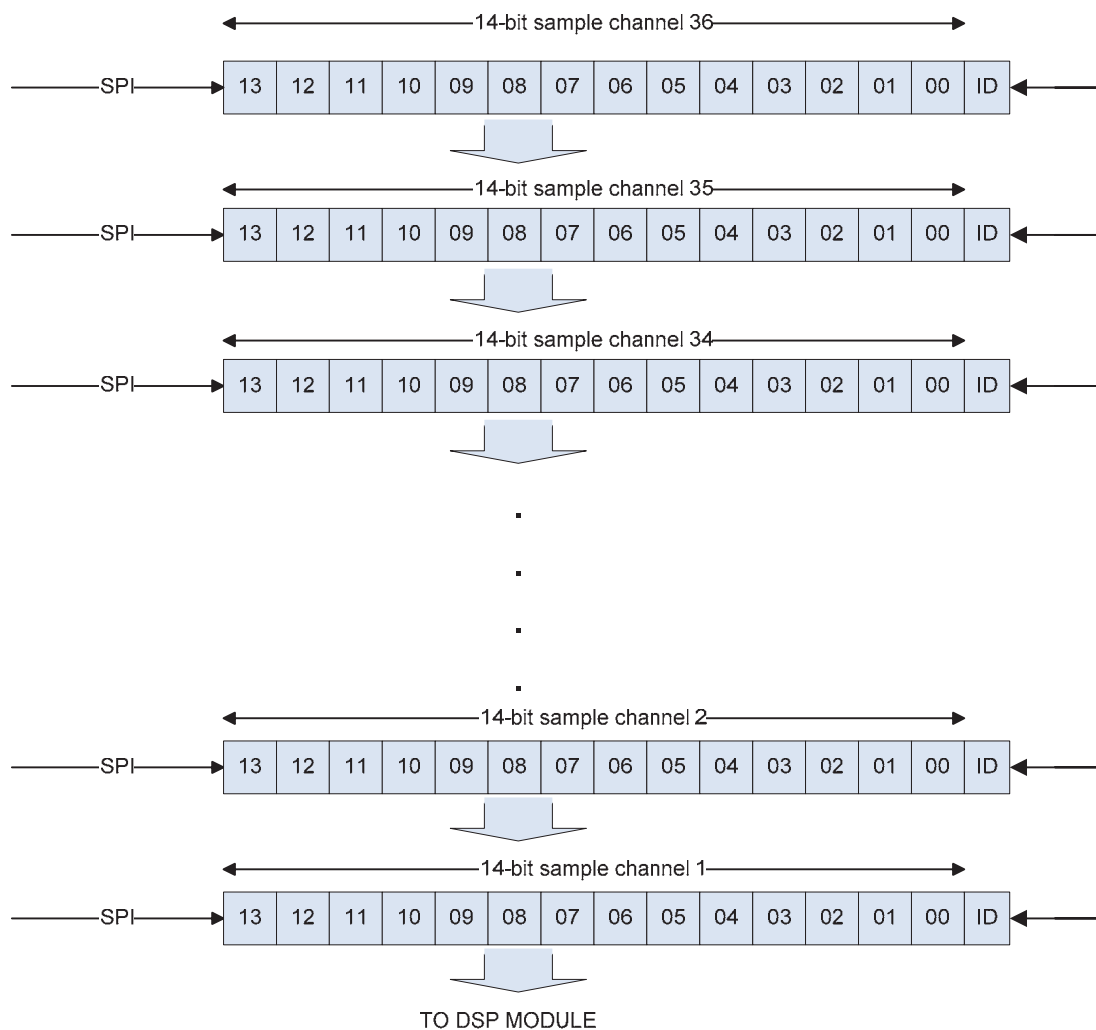 14-bit sample channel 36
SPI 13 12 11 10 09 08 07 06 05 04 03 02 01 00 ID
14-bit sample channel 35
SPI 13 12 11 10 09 08 07 06 05 04 03 02 01 00 ID
14-bit sample channel 34
SPI 13 12 11 10 09 08 07 06 05 04 03 02 01 00 ID
.
.
.
.
14-bit sample channel 2
SPI 13 12 11 10 09 08 07 06 05 04 03 02 01 00 ID
14-bit sample channel 1
SPI 13 12 11 10 09 08 07 06 05 04 03 02 01 00 ID
TO DSP MODULE